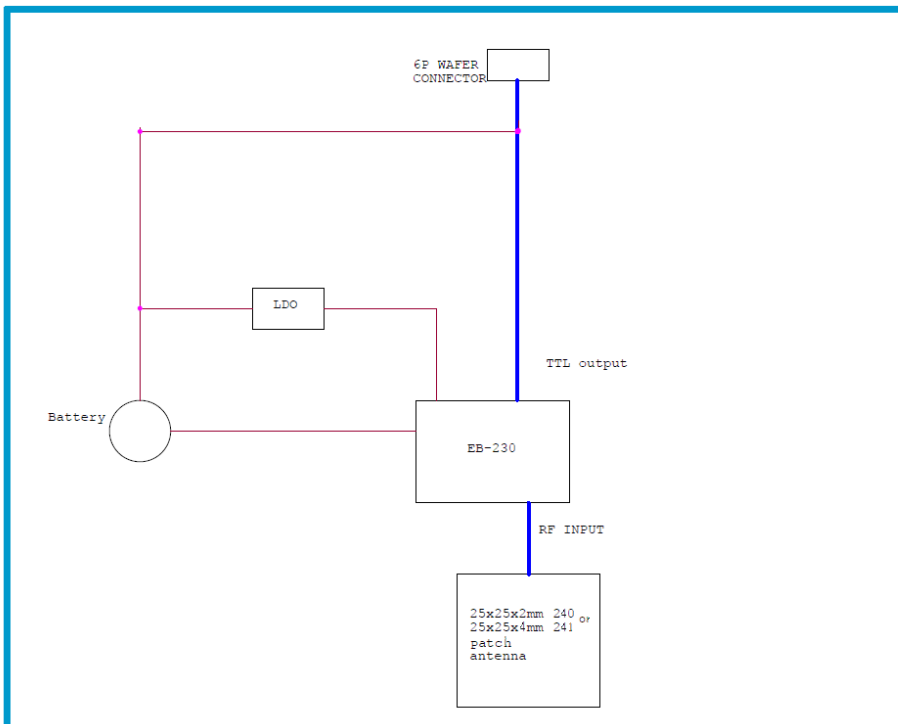 6P WAFER
CONNECTOR
LDO
TTL output
Battery
EB-230
RF INPUT
25x25x2mm 240 or
25x25x4mm 241
patch
antenna